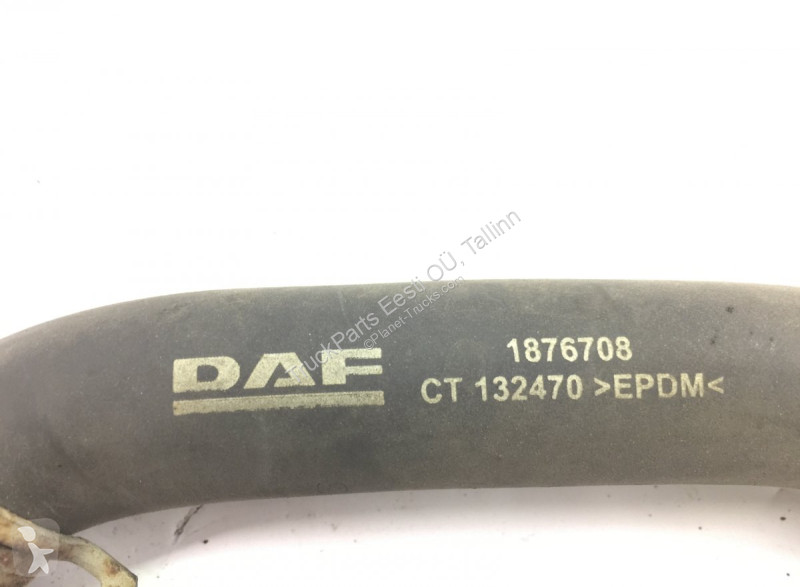 TruckParts Eesti OÜ, Tallinn
©Planet-Trucks.com
DAF
1876708
CT 132470 >EPDM<